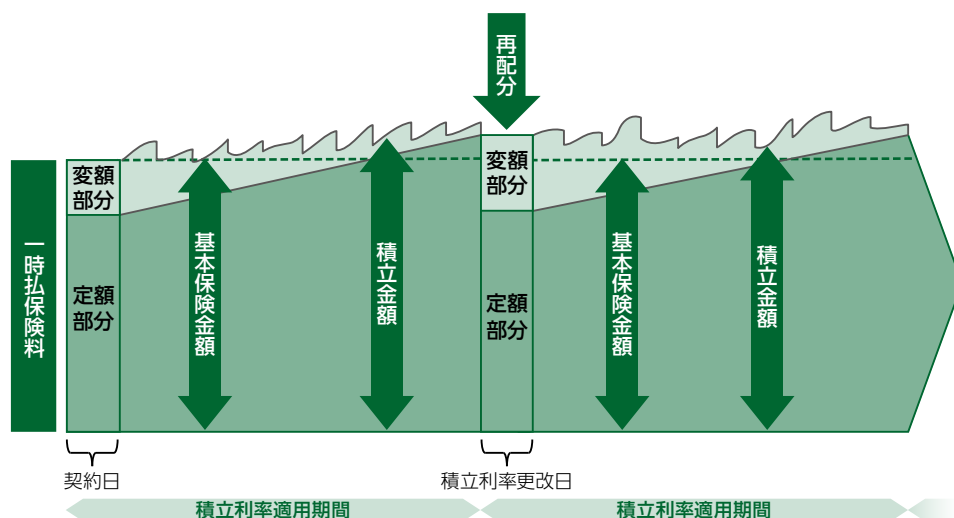 再配分
変額
部分
定額
部分
一時払保険料
基本保険金額
積立金額
変額
部分
定額
部分
基本保険金額
積立金額
契約日
積立利率更改日
積立利率適用期間
積立利率適用期間